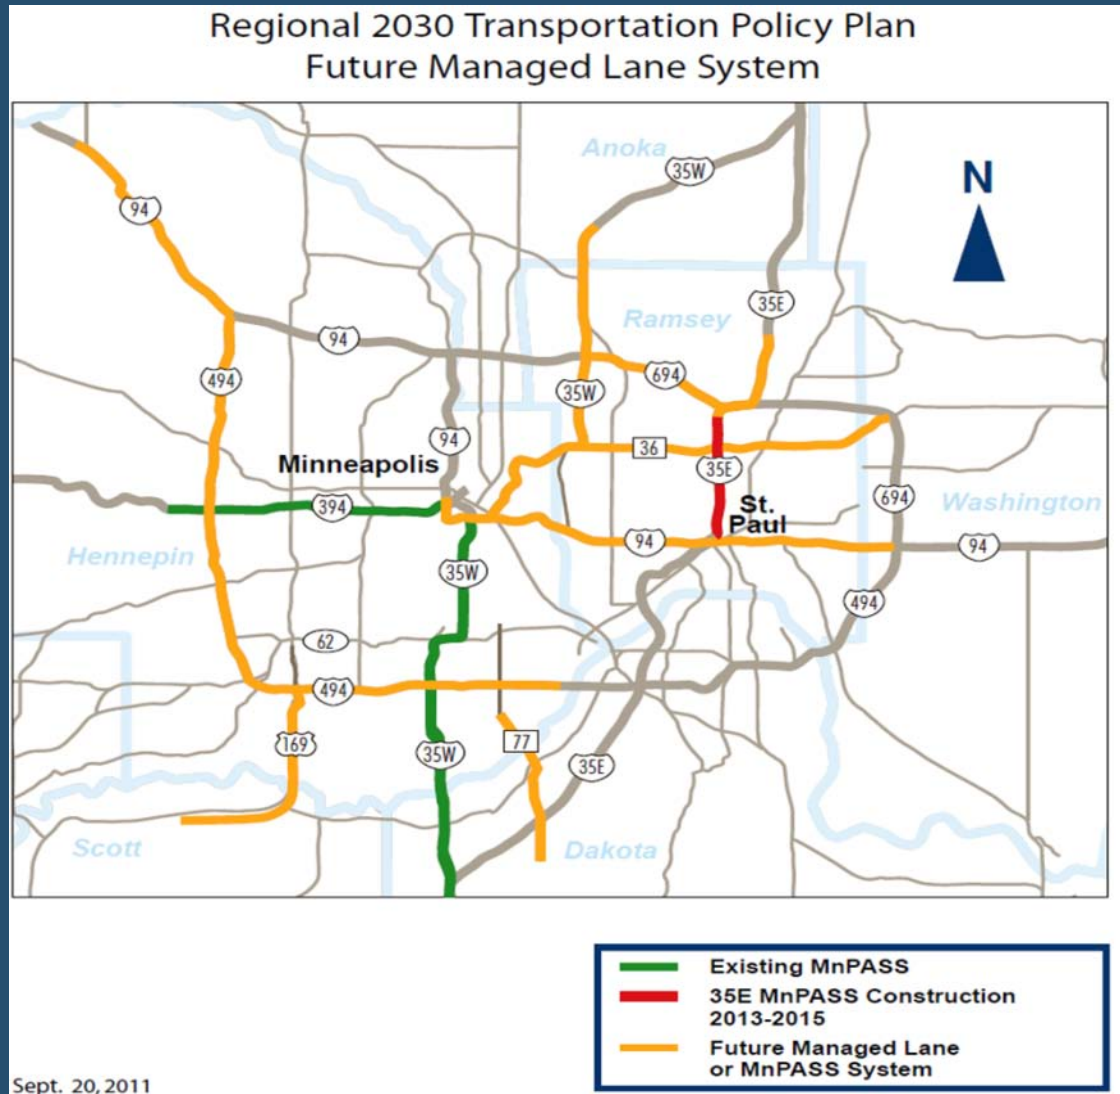 Regional 2030 Transportation Policy Plan
Future Managed Lane System
Anoka
35W
N
94
35E
Ramsey
94
694
494
35W
94
36
Minneapolis
35E
694
St.
Paul
Washington
394
94
94
Hennepin
35W
494
62
494
169
77
35W
35E
Scott
Dakota
Existing MnPASS
35E MnPASS Construction
2013-2015
Future Managed Lane
or MnPASS System
Sept. 20, 2011